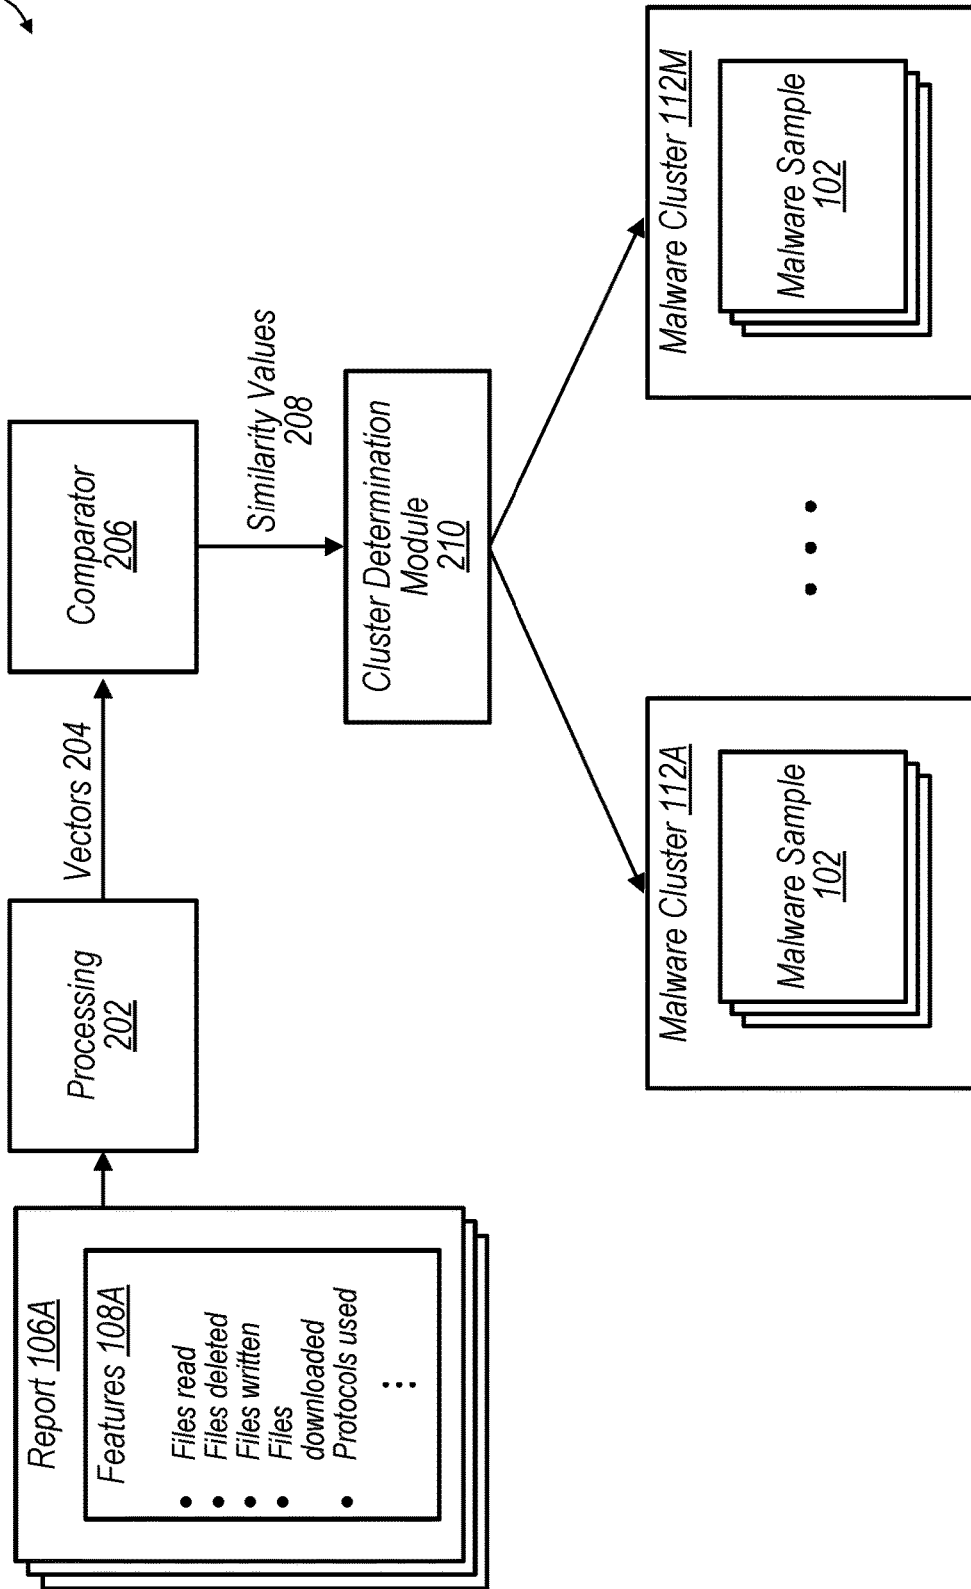 Report 106A
Features 108A
• Files read
• Files deleted
• Files written
• Files
downloaded
• Protocols used
Processing
202
Vectors 204
Comparator
206
Similarity Values
208
Cluster Determination
Module
210
Malware Cluster 112A
Malware Sample
102
Malware Cluster 112M
Malware Sample
102